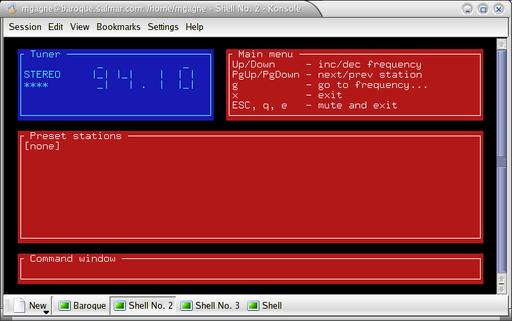 mgagne@baroque.salmar.com: /home/mgagne - Shell No. 2 - Konsole
Session Edit View Bookmarks Settings Help
Tuner
STEREO 94.10
****
Main menu
Up/Down - inc/dec frequency
PgUp/PgDown - next/prev station
g - go to frequency...
x - exit
ESC, q, e - mute and exit
Preset stations
[none]
Command window
New Baroque Shell No. 2 Shell No. 3 Shell